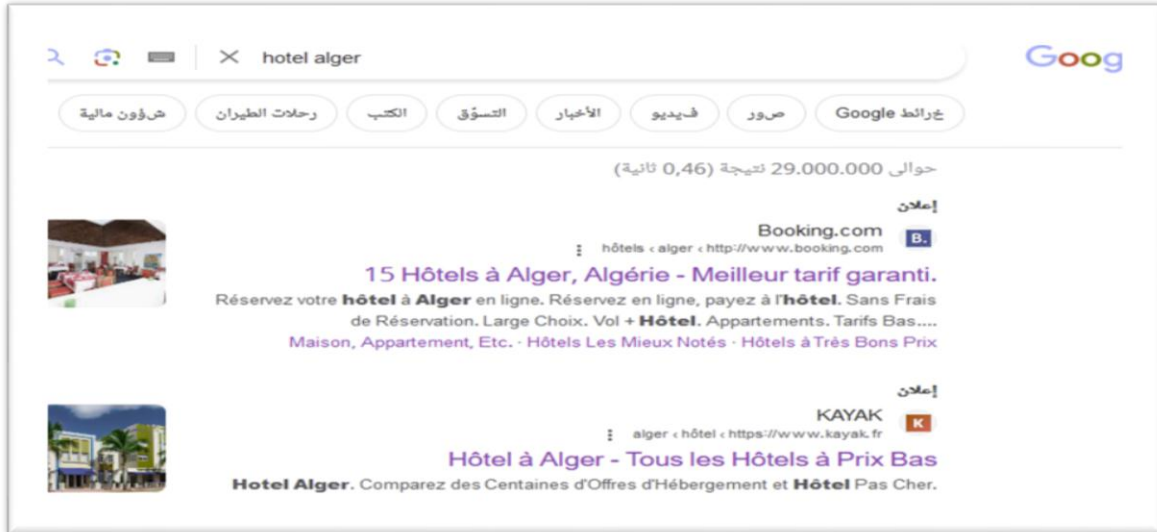 Goog
hotel alger
خرائط Google
صور
فيديو
الأخبار
التسوّق
الكتب
رحلات الطيران
شؤون مالية
حوالى 29.000.000 نتيجة (0,46 ثانية)
إعلان
Booking.com
B.
hôtels ‹ alger ‹ http://www.booking.com
15 Hôtels à Alger, Algérie - Meilleur tarif garanti.
Réservez votre hôtel à Alger en ligne. Réservez en ligne, payez à l'hôtel. Sans Frais
de Réservation. Large Choix. Vol + Hôtel. Appartements. Tarifs Bas....
Maison, Appartement, Etc. · Hôtels Les Mieux Notés · Hôtels à Très Bons Prix
إعلان
KAYAK
K
alger ‹ hôtel ‹ https://www.kayak.fr
Hôtel à Alger - Tous les Hôtels à Prix Bas
Hotel Alger. Comparez des Centaines d'Offres d'Hébergement et Hôtel Pas Cher.